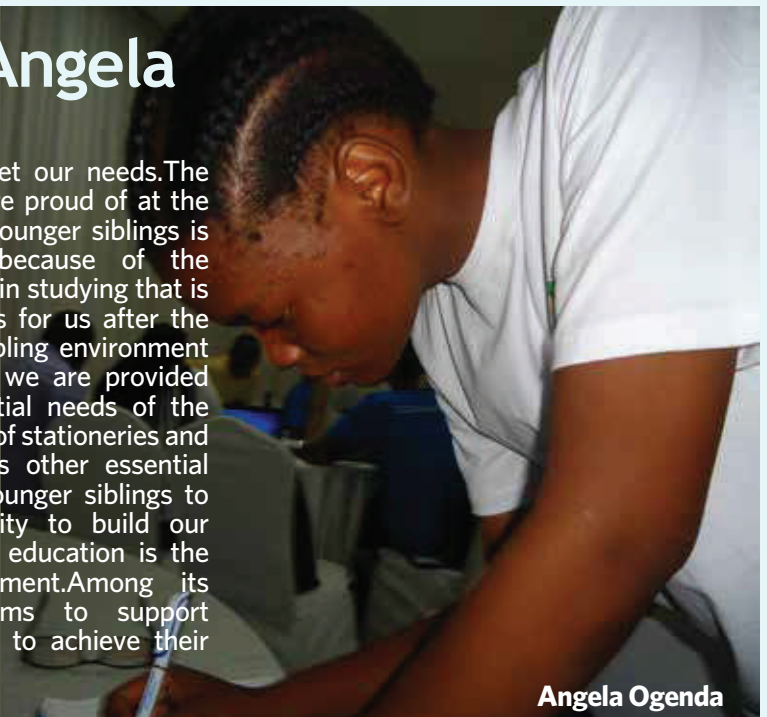 Angela
et our needs.The
e proud of at the
ounger siblings is
because of the
in studying that is
s for us after the
bling environment
we are provided
tial needs of the
of stationeries and
s other essential
ounger siblings to
ity to build our
education is the
ment.Among its
ms to support
to achieve their
Angela Ogenda